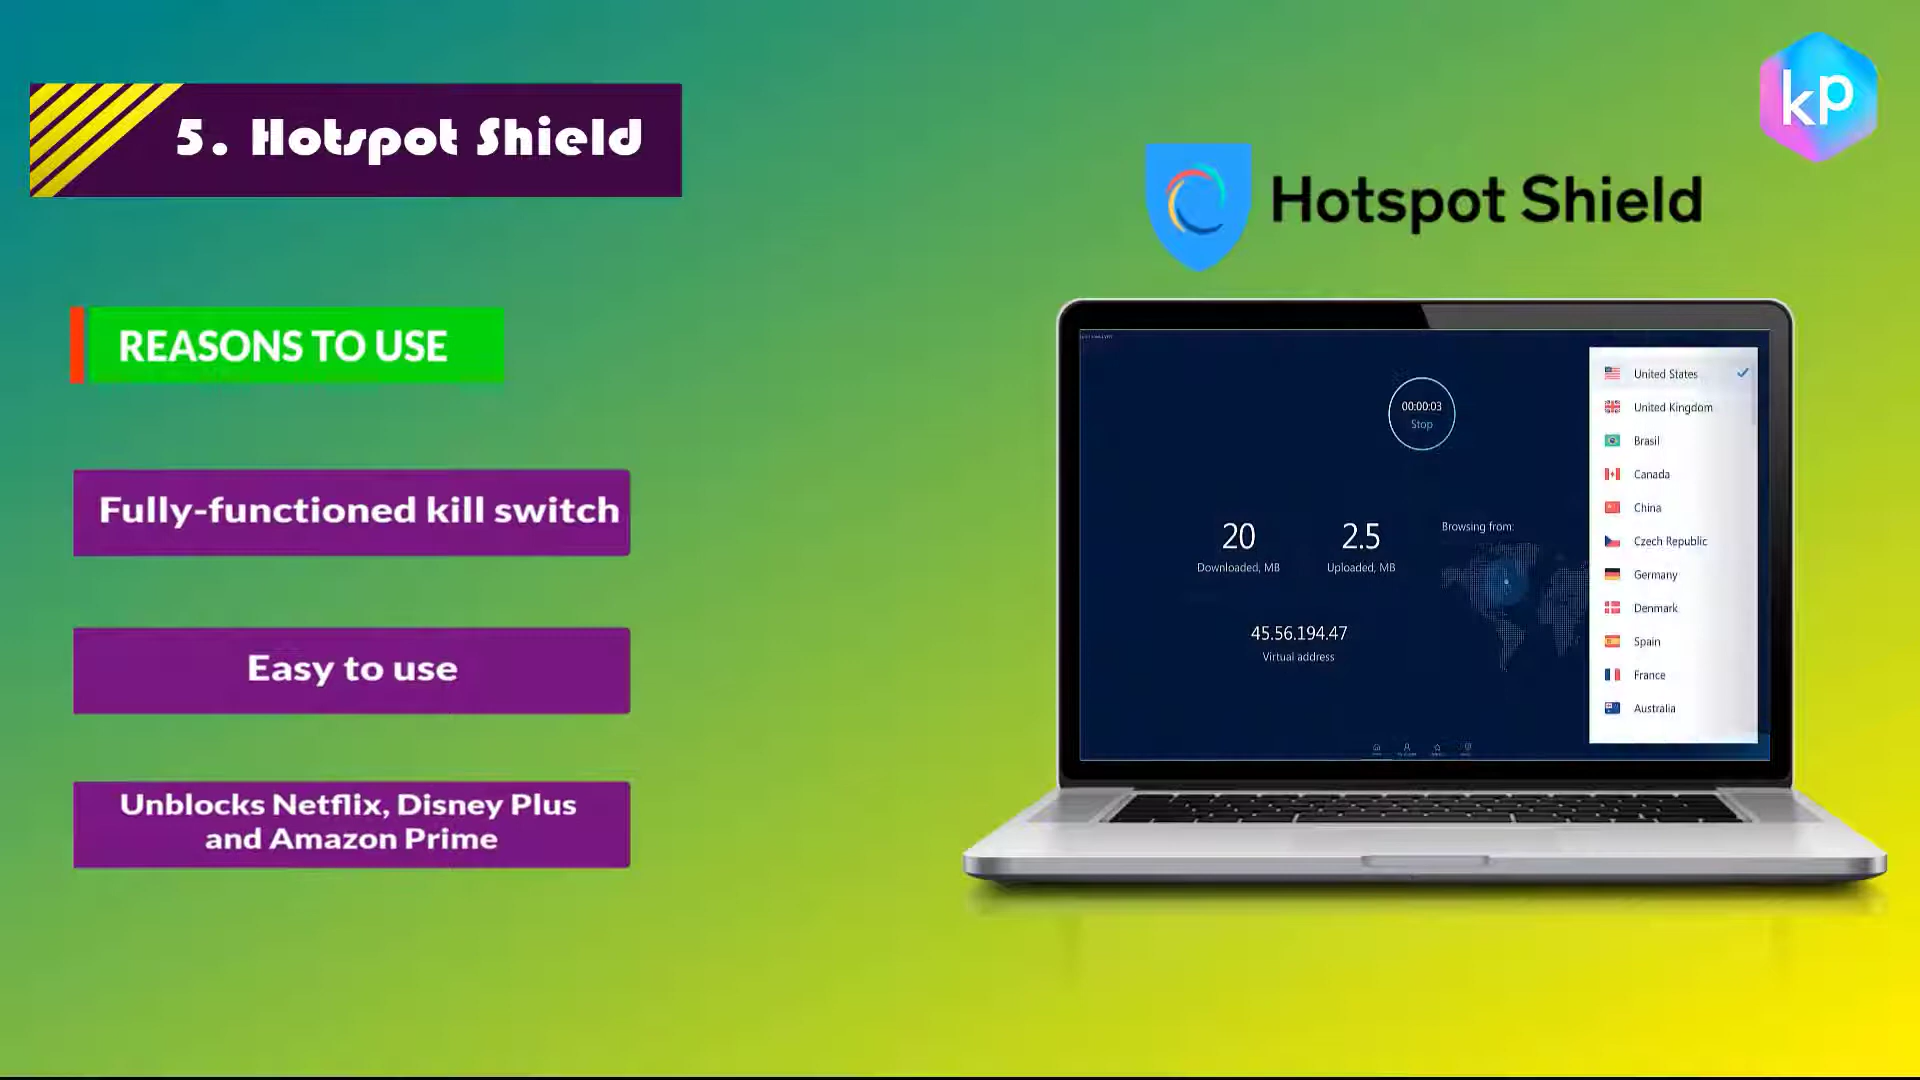 kp
5. Hotspot Shield
Hotspot Shield
REASONS TO USE
Fully-functioned kill switch
Easy to use
Unblocks Netflix, Disney Plus
and Amazon Prime
00:00:03
Stop
20
Downloaded, MB
2.5
Uploaded, MB
Browsing from:
45.56.194.47
Virtual address
United States
United Kingdom
Brasil
Canada
China
Czech Republic
Germany
Denmark
Spain
France
Australia